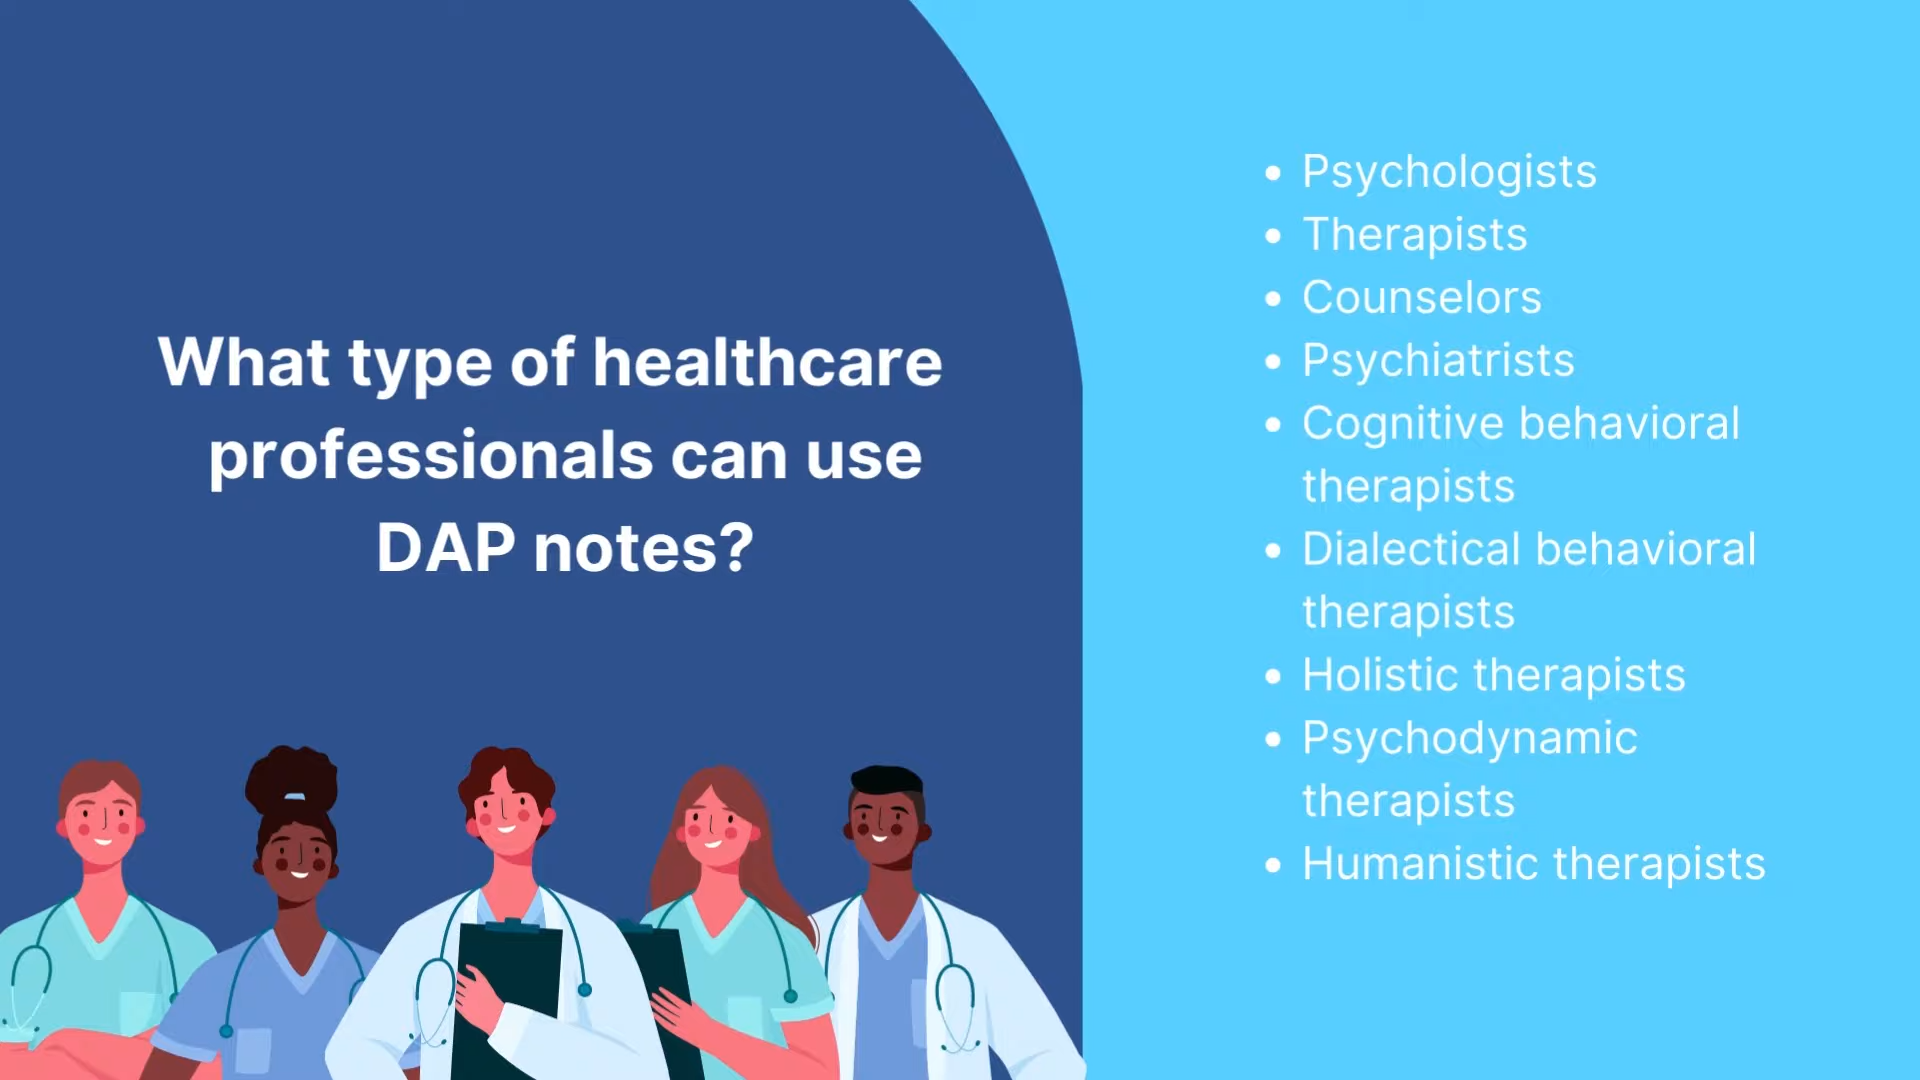 What type of healthcare
professionals can use
DAP notes?
• Psychologists
• Therapists
• Counselors
• Psychiatrists
• Cognitive behavioral
therapists
• Dialectical behavioral
therapists
• Holistic therapists
• Psychodynamic
therapists
• Humanistic therapists